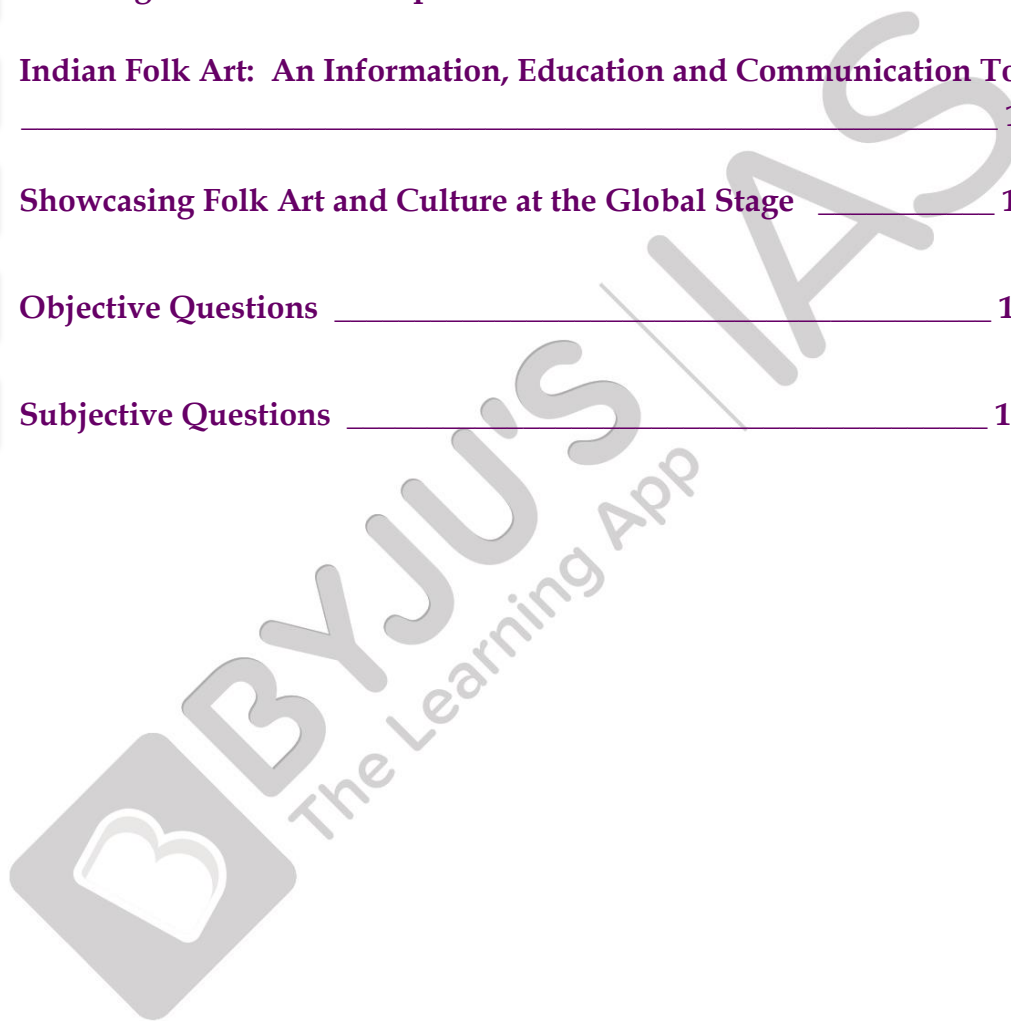 Indian Folk Art: An Information, Education and Communication
1
Showcasing Folk Art and Culture at the Global Stage 1
Objective Questions 1
Subjective Questions 1
BYJU'S IAS
The Learning App